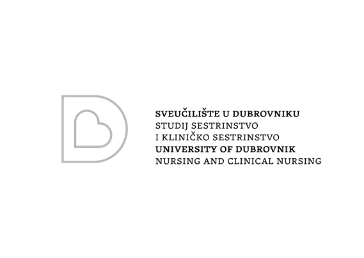 SVEUČILIŠTE U DUBROVNIKU
STUDIJ SESTRINSTVO
I KLINIČKO SESTRINSTVO
UNIVERSITY OF DUBROVNIK
NURSING AND CLINICAL NURSING